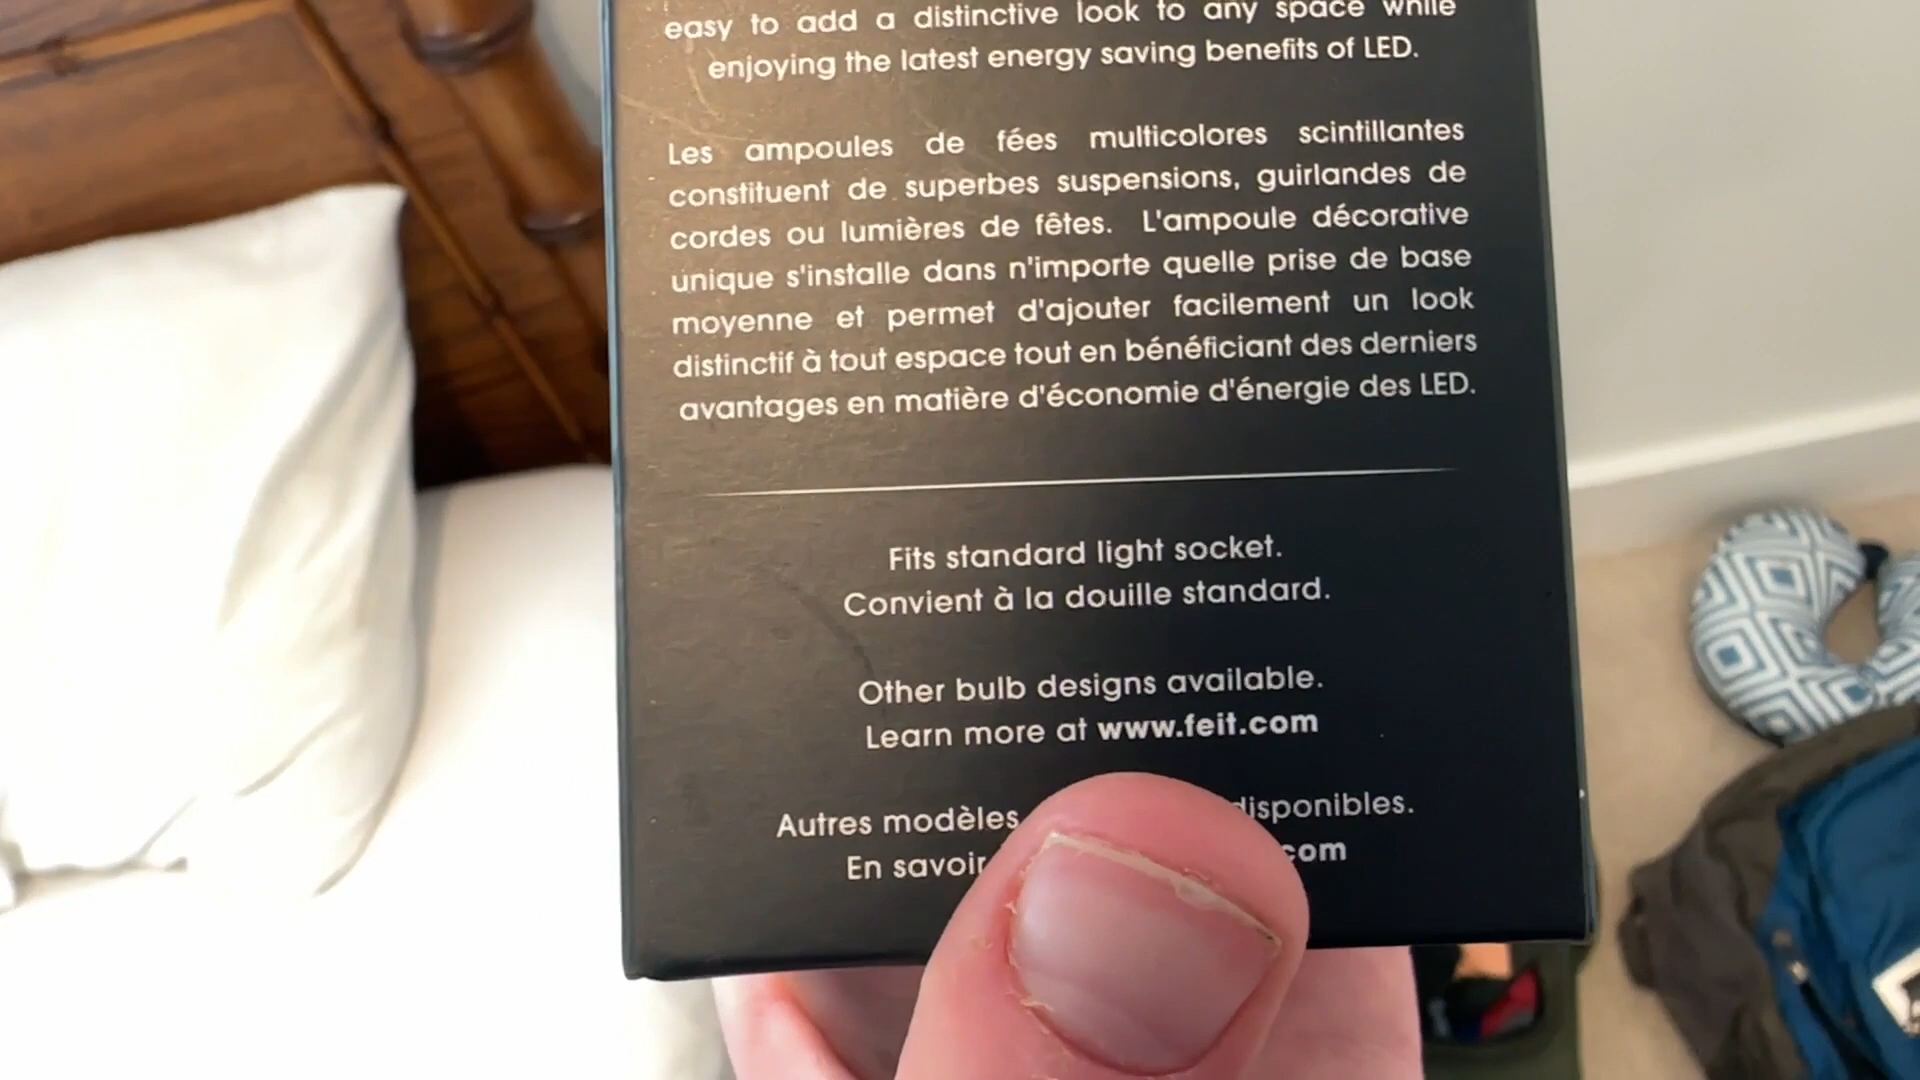 easy to add a distinctive look to any space while
enjoying the latest energy saving benefits of LED.
Les ampoules de fées multicolores scintillantes
constituent de superbes suspensions, guirlandes de
cordes ou lumières de fêtes. L'ampoule décorative
unique s'installe dans n'importe quelle prise de base
moyenne et permet d'ajouter facilement un look
distinctif à tout espace tout en bénéficiant des derniers
avantages en matière d'économie d'énergie des LED.
Fits standard light socket.
Convient à la douille standard.
Other bulb designs available.
Learn more at www.feit.com
Autres modèles disponibles.
En savoir com